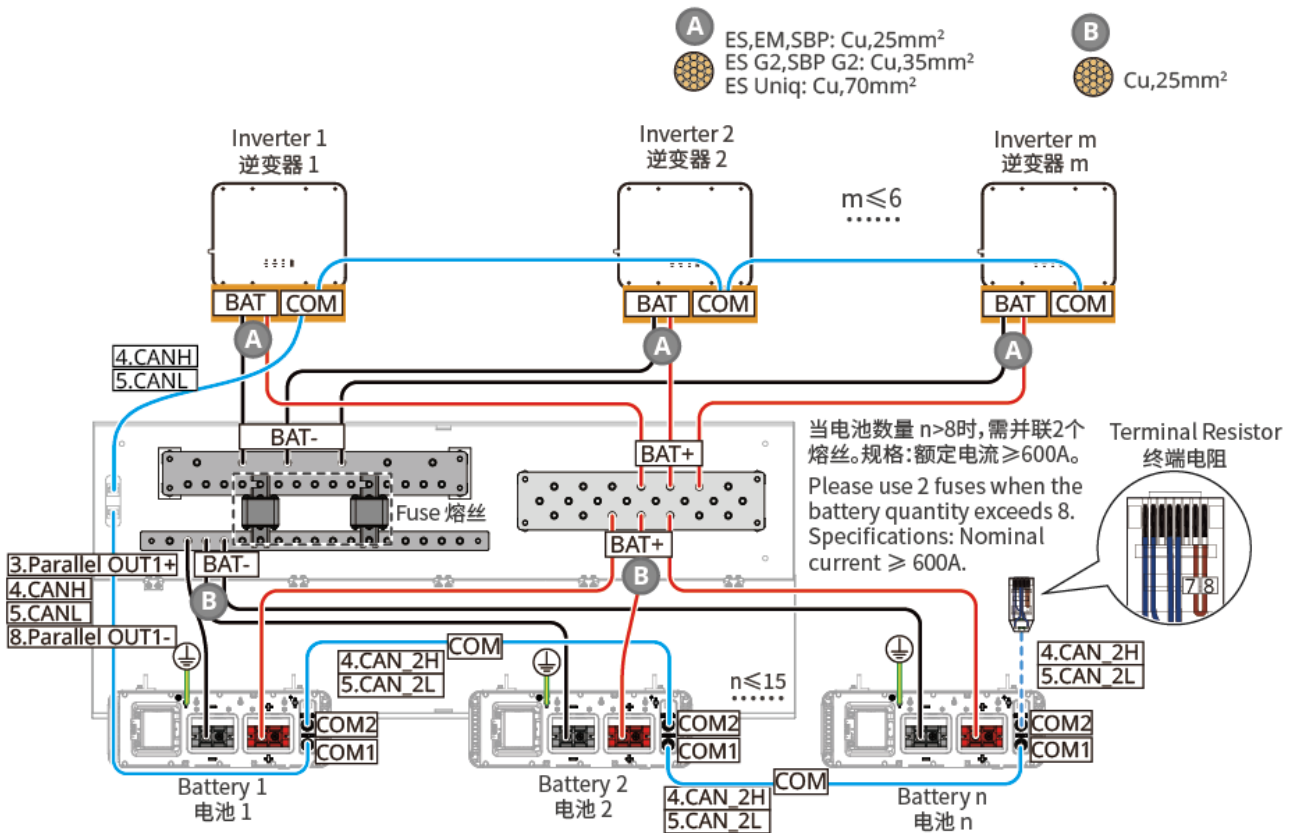 A
ES,EM,SBP: Cu,25mm²
ES G2,SBP G2: Cu,35mm²
ES Uniq: Cu,70mm²
B
Cu,25mm²
Inverter 1
逆变器 1
Inverter 2
逆变器 2
Inverter m
逆变器 m
m≤6
······
BAT
COM
BAT
COM
BAT
COM
A
A
A
4.CANH
5.CANL
BAT-
BAT+
Fuse 熔丝
当电池数量 n>8时,需并联2个
熔丝。规格:额定电流≥600A。
Please use 2 fuses when the
battery quantity exceeds 8.
Specifications: Nominal
current ≥ 600A.
Terminal Resistor
终端电阻
7 8
BAT-
BAT+
B
B
3.Parallel OUT1+
4.CANH
5.CANL
8.Parallel OUT1-
COM
4.CAN_2H
5.CAN_2L
n≤15
······
4.CAN_2H
5.CAN_2L
COM2
COM1
COM2
COM1
COM2
COM1
Battery 1
电池 1
Battery 2
电池 2
COM
4.CAN_2H
5.CAN_2L
Battery n
电池 n